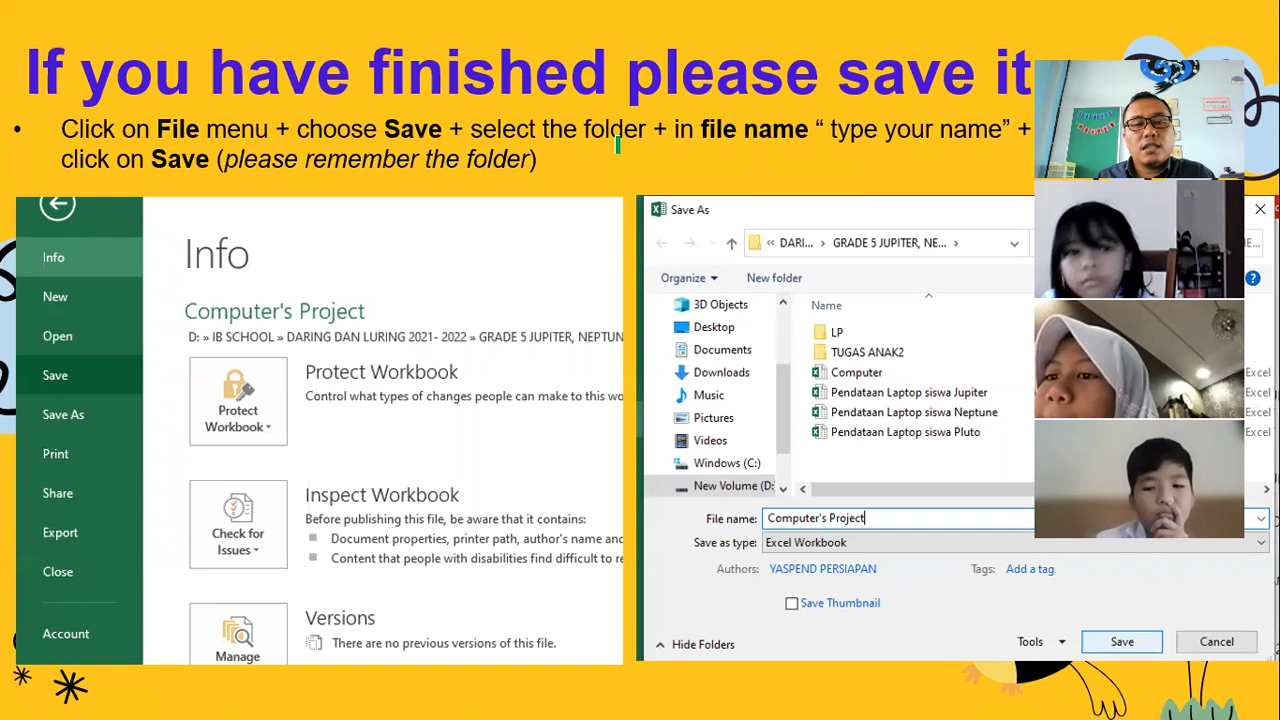 If you have finished please save it
• Click on File menu + choose Save + select the folder + in file name “ type your name” +
click on Save (please remember the folder)
Info
New
Open
Save
Save As
Print
Share
Export
Close
Account
Info
Computer's Project
D: » IB SCHOOL » DARING DAN LURING 2021- 2022 » GRADE 5 JUPITER, NEPTUN
Protect
Workbook
Protect Workbook
Control what types of changes people can make to this wo
Check for
Issues
Inspect Workbook
Before publishing this file, be aware that it contains:
Document properties, printer path, author's name and
Content that people with disabilities find difficult to re
Manage
Versions
There are no previous versions of this file.
Save As
« DARI... › GRADE 5 JUPITER, NE... ›
Organize
New folder
3D Objects
Desktop
Documents
Downloads
Music
Pictures
Videos
Windows (C:)
New Volume (D:
Name
LP
TUGAS ANAK2
Computer
Excel
Pendataan Laptop siswa Jupiter
Excel
Pendataan Laptop siswa Neptune
Excel
Pendataan Laptop siswa Pluto
Excel
File name: Computer's Project
Save as type: Excel Workbook
Authors: YASPEND PERSIAPAN
Tags: Add a tag
Save Thumbnail
Hide Folders
Tools
Save
Cancel